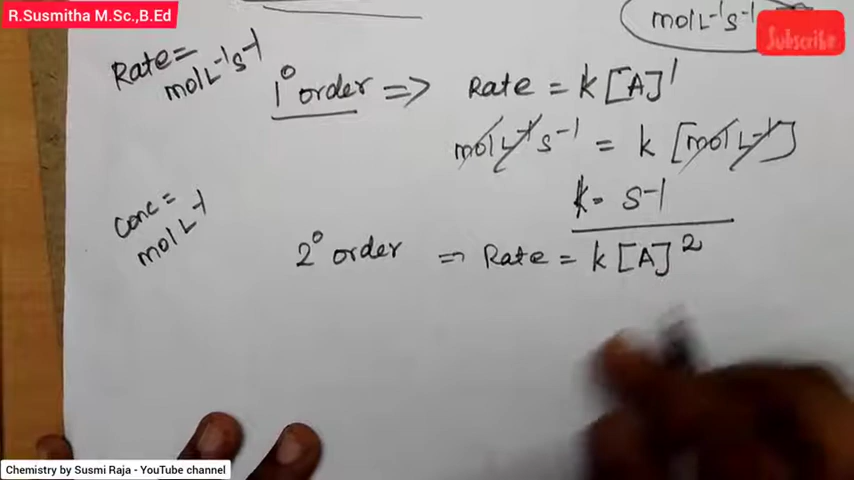 R.Susmitha M.Sc.,B.Ed
mol L⁻¹ s⁻¹
Subscribe
Rate =
mol L⁻¹ s⁻¹
1° order => Rate = k [A]¹
mol L⁻¹ s⁻¹ = k [mol L⁻¹]
k = s⁻¹
Conc =
mol L⁻¹
2° order => Rate = k [A]²
Chemistry by Susmi Raja - YouTube channel